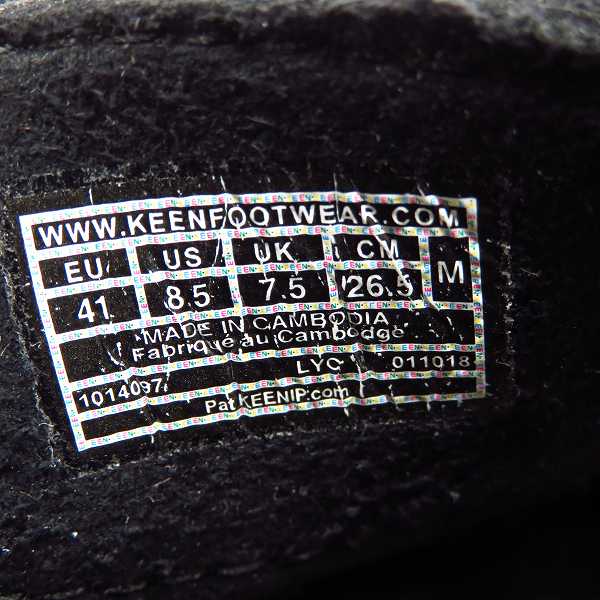 WWW.KEENFOOTWEAR.COM
EU US UK CM M
41 8.5 7.5 26.5
MADE IN CAMBODIA
Fabriqué au Cambodge
1014097 LYC 011018
PatKEENIP.com